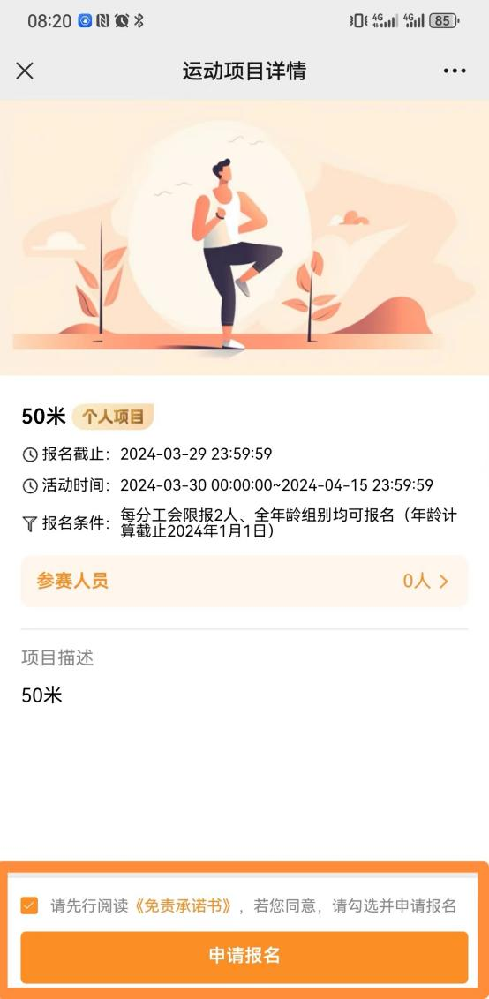 08:20
4G 4G 85
运动项目详情
50米 个人项目
报名截止：2024-03-29 23:59:59
活动时间：2024-03-30 00:00:00~2024-04-15 23:59:59
报名条件：每分工会限报2人、全年龄组别均可报名（年龄计
算截止2024年1月1日）
参赛人员 0人
项目描述
50米
请先行阅读《免责承诺书》，若您同意，请勾选并申请报名
申请报名